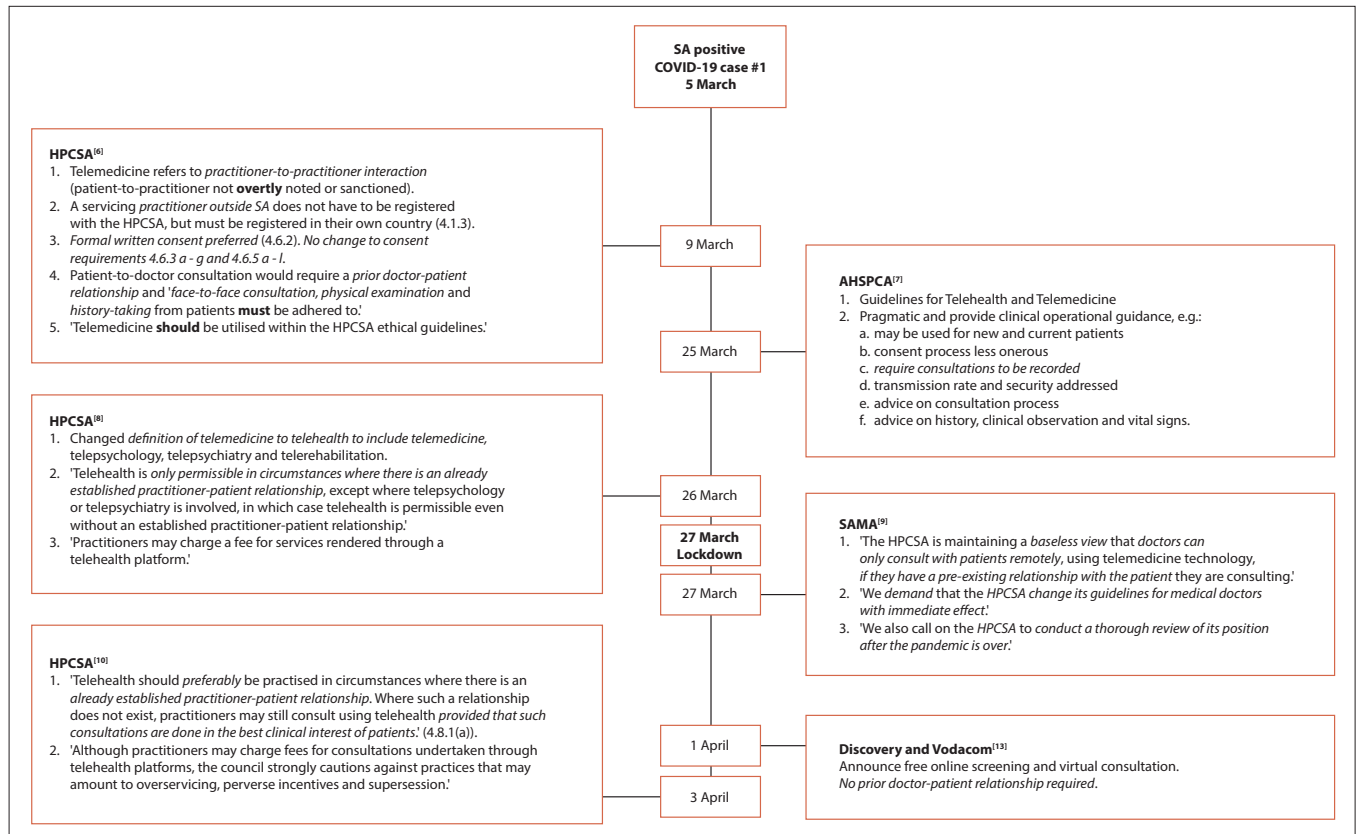 SA positive
COVID-19 case #1
5 March
HPCSA[6]
1. Telemedicine refers to practitioner-to-practitioner interaction
(patient-to-practitioner not overtly noted or sanctioned).
2. A servicing practitioner outside SA does not have to be registered
with the HPCSA, but must be registered in their own country (4.1.3).
3. Formal written consent preferred (4.6.2). No change to consent
requirements 4.6.3 a - g and 4.6.5 a - l.
4. Patient-to-doctor consultation would require a prior doctor-patient
relationship and 'face-to-face consultation, physical examination and
history-taking from patients must be adhered to.'
5. 'Telemedicine should be utilised within the HPCSA ethical guidelines.'
9 March
AHSPCA[7]
1. Guidelines for Telehealth and Telemedicine
2. Pragmatic and provide clinical operational guidance, e.g.:
a. may be used for new and current patients
b. consent process less onerous
c. require consultations to be recorded
d. transmission rate and security addressed
e. advice on consultation process
f. advice on history, clinical observation and vital signs.
25 March
HPCSA[8]
1. Changed definition of telemedicine to telehealth to include telemedicine,
telepsychology, telepsychiatry and telerehabilitation.
2. 'Telehealth is only permissible in circumstances where there is an already
established practitioner-patient relationship, except where telepsychology
or telepsychiatry is involved, in which case telehealth is permissible even
without an established practitioner-patient relationship.'
3. 'Practitioners may charge a fee for services rendered through a
telehealth platform.'
26 March
27 March
Lockdown
27 March
SAMA[9]
1. 'The HPCSA is maintaining a baseless view that doctors can
only consult with patients remotely, using telemedicine technology,
if they have a pre-existing relationship with the patient they are consulting.'
2. 'We demand that the HPCSA change its guidelines for medical doctors
with immediate effect.'
3. 'We also call on the HPCSA to conduct a thorough review of its position
after the pandemic is over.'
HPCSA[10]
1. 'Telehealth should preferably be practised in circumstances where there is an
already established practitioner-patient relationship. Where such a relationship
does not exist, practitioners may still consult using telehealth provided that such
consultations are done in the best clinical interest of patients.' (4.8.1(a)).
2. 'Although practitioners may charge fees for consultations undertaken through
telehealth platforms, the council strongly cautions against practices that may
amount to overservicing, perverse incentives and supersession.'
1 April
Discovery and Vodacom[13]
Announce free online screening and virtual consultation.
No prior doctor-patient relationship required.
3 April